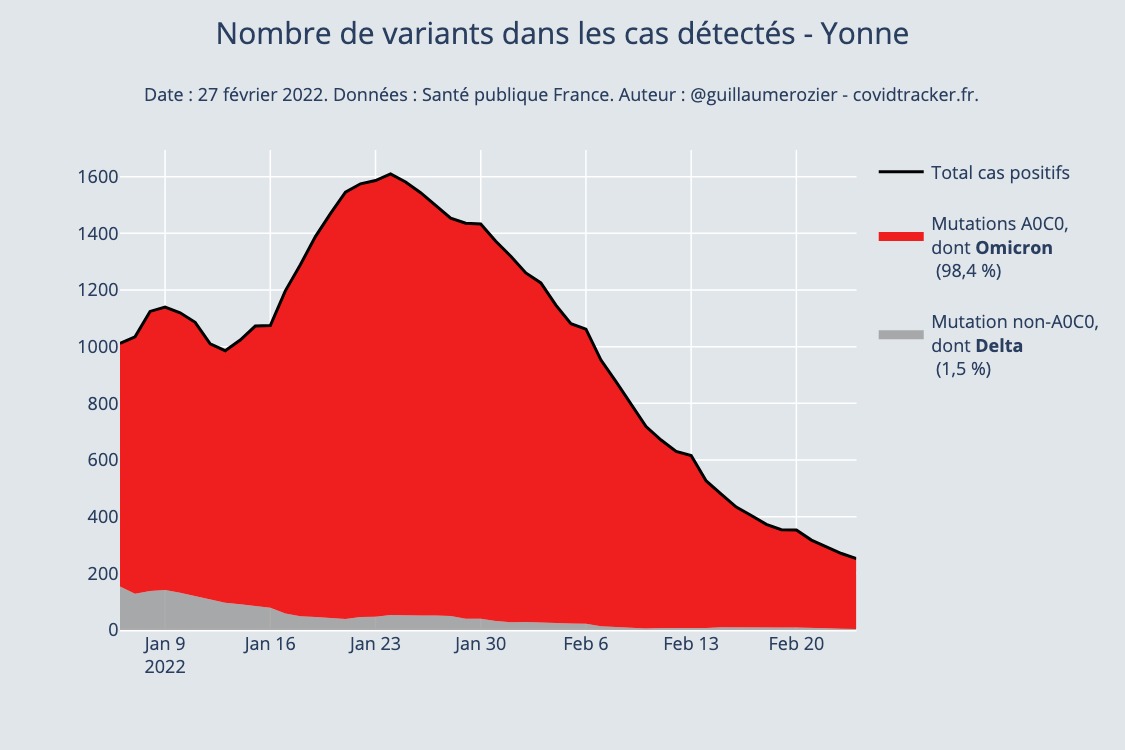 Nombre de variants dans les cas détectés - Yonne
Date : 27 février 2022. Données : Santé publique France. Auteur : @guillaumerozier - covidtracker.fr.
1600
1400
1200
1000
800
600
400
200
0
Jan 9
2022
Jan 16
Jan 23
Jan 30
Feb 6
Feb 13
Feb 20
Total cas positifs
Mutations A0C0,
dont Omicron
(98,4 %)
Mutation non-A0C0,
dont Delta
(1,5 %)